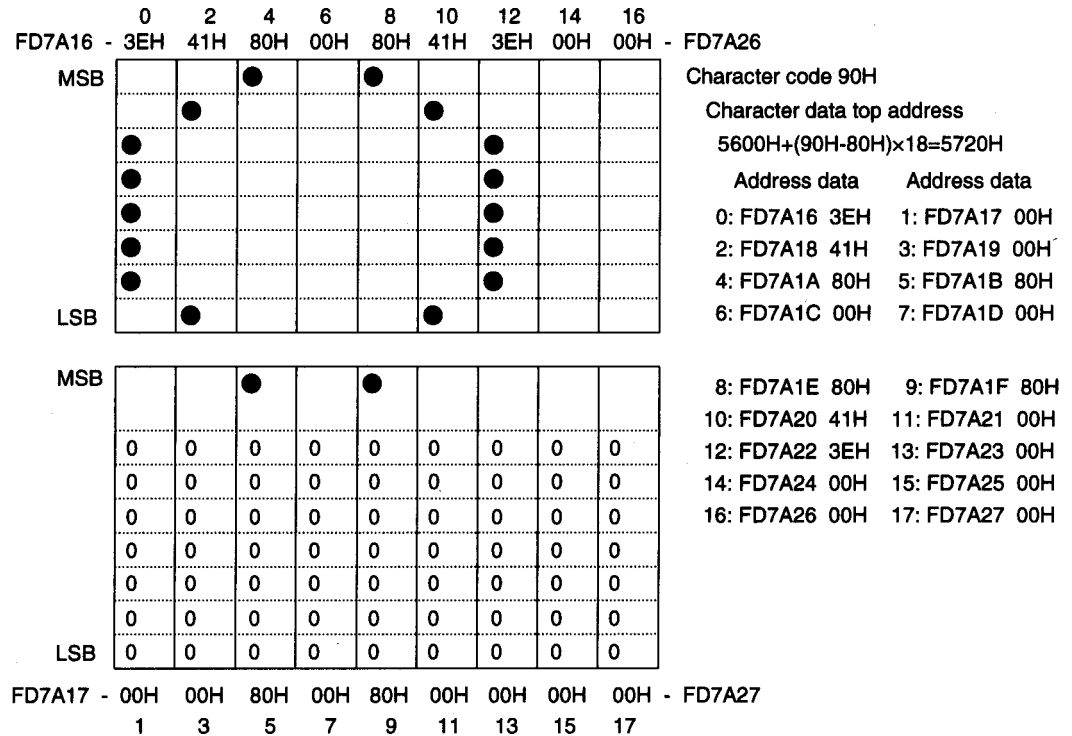 0 2 4 6 8 10 12 14 16
FD7A16 - 3EH 41H 80H 00H 80H 41H 3EH 00H 00H - FD7A26
MSB
LSB
Character code 90H
Character data top address
5600H+(90H-80H)×18=5720H
Address data Address data
0: FD7A16 3EH 1: FD7A17 00H
2: FD7A18 41H 3: FD7A19 00H
4: FD7A1A 80H 5: FD7A1B 80H
6: FD7A1C 00H 7: FD7A1D 00H
MSB
0 0 0 0 0 0 0 0 0
0 0 0 0 0 0 0 0 0
0 0 0 0 0 0 0 0 0
0 0 0 0 0 0 0 0 0
0 0 0 0 0 0 0 0 0
0 0 0 0 0 0 0 0 0
LSB 0 0 0 0 0 0 0 0 0
8: FD7A1E 80H 9: FD7A1F 80H
10: FD7A20 41H 11: FD7A21 00H
12: FD7A22 3EH 13: FD7A23 00H
14: FD7A24 00H 15: FD7A25 00H
16: FD7A26 00H 17: FD7A27 00H
FD7A17 - 00H 00H 80H 00H 80H 00H 00H 00H 00H - FD7A27
1 3 5 7 9 11 13 15 17